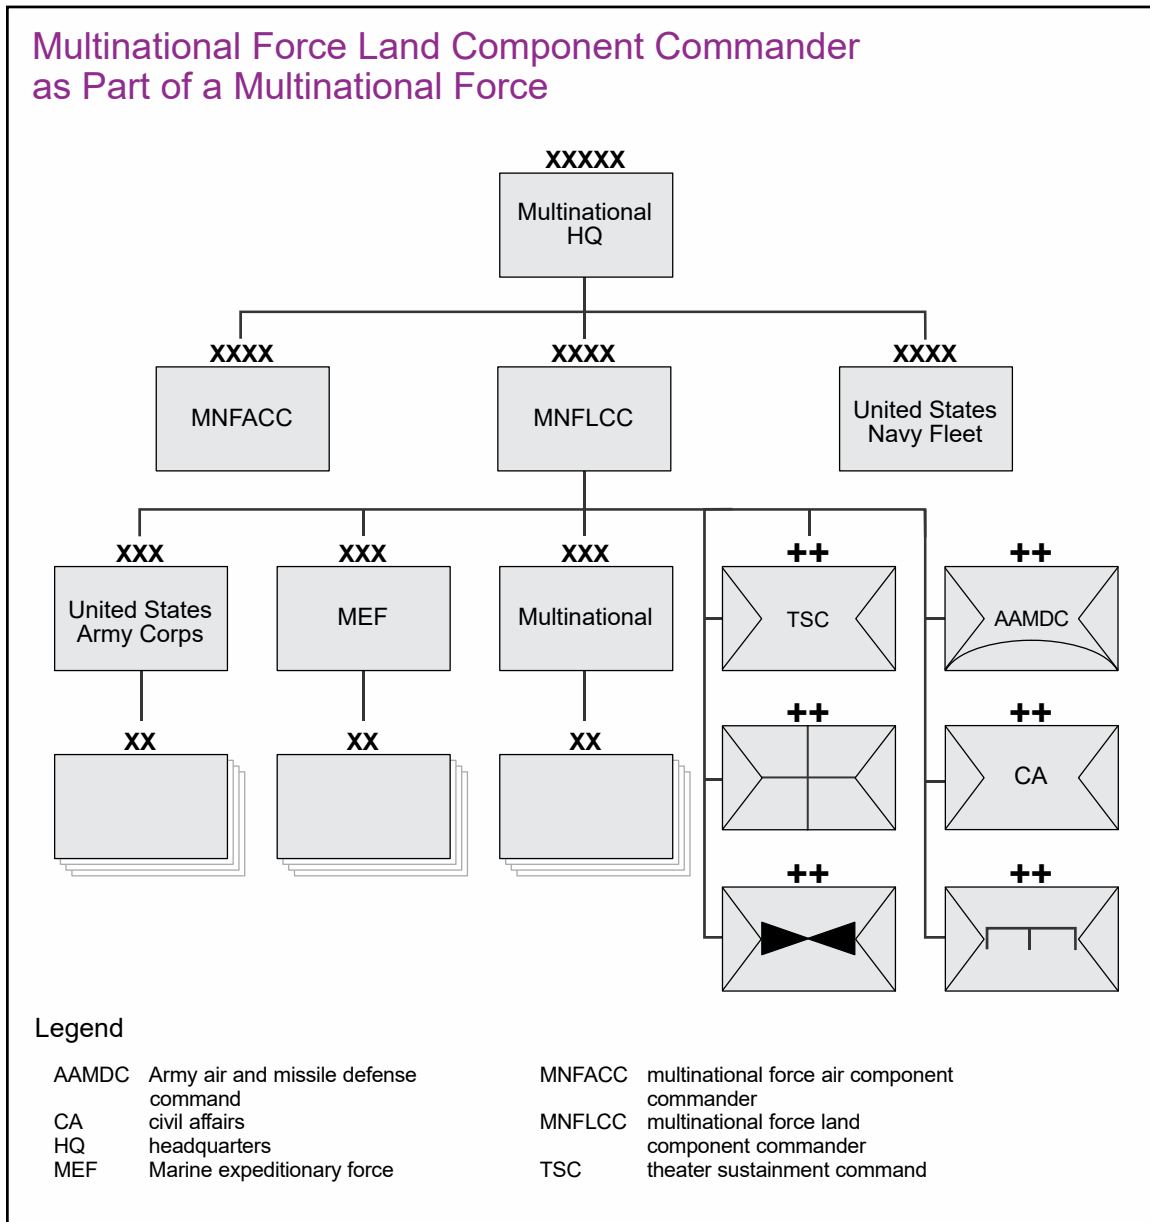 Multinational Force Land Component Commander
as Part of a Multinational Force
XXXXX
Multinational
HQ
XXXX
XXXX
XXXX
MNFACC
MNFLCC
United States
Navy Fleet
XXX
XXX
XXX
++
++
United States
Army Corps
MEF
Multinational
TSC
AAMDC
XX
XX
XX
++
++
CA
++
++
Legend
AAMDC Army air and missile defense
command
CA civil affairs
HQ headquarters
MEF Marine expeditionary force
MNFACC multinational force air component
commander
MNFLCC multinational force land
component commander
TSC theater sustainment command